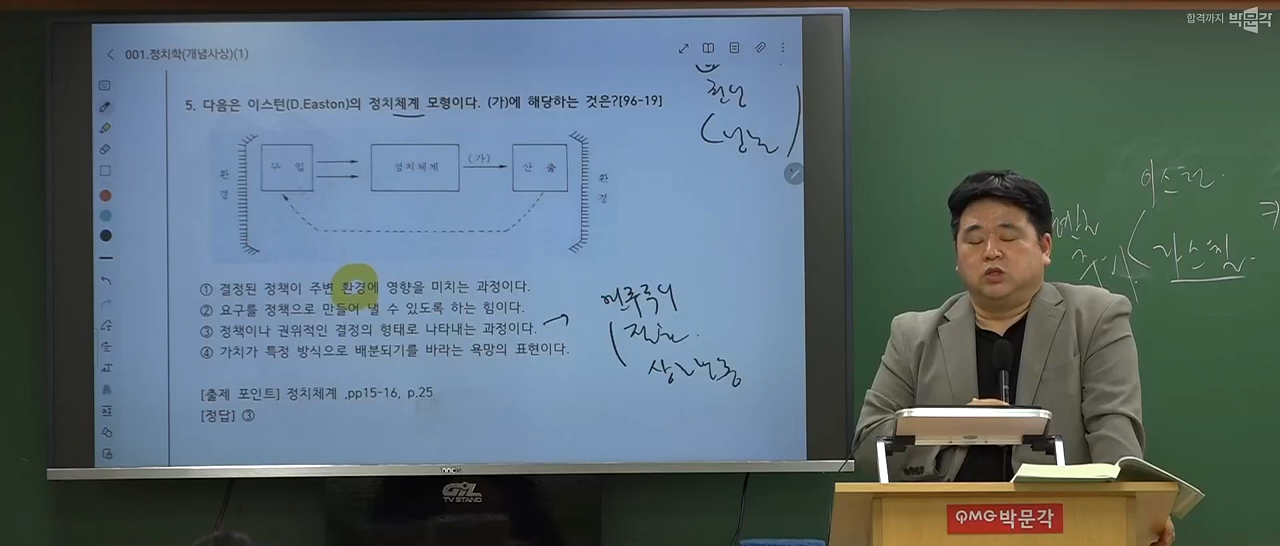 합격까지 박문각
001.정치학(개념사상)(1)
5. 다음은 이스턴(D.Easton)의 정치체계 모형이다. (가)에 해당하는 것은?[96-19]
환경
투 입
정치체계
(가)
산 출
환경
① 결정된 정책이 주변 환경에 영향을 미치는 과정이다.
② 요구를 정책으로 만들어 낼 수 있도록 하는 힘이다.
③ 정책이나 권위적인 결정의 형태로 나타내는 과정이다.
④ 가치가 특정 방식으로 배분되기를 바라는 욕망의 표현이다.
[출제 포인트] 정치체계 ,pp15-16, p.25
[정답] ③
이스턴
라스웰
GIL
TV STAND
PMG 박문각